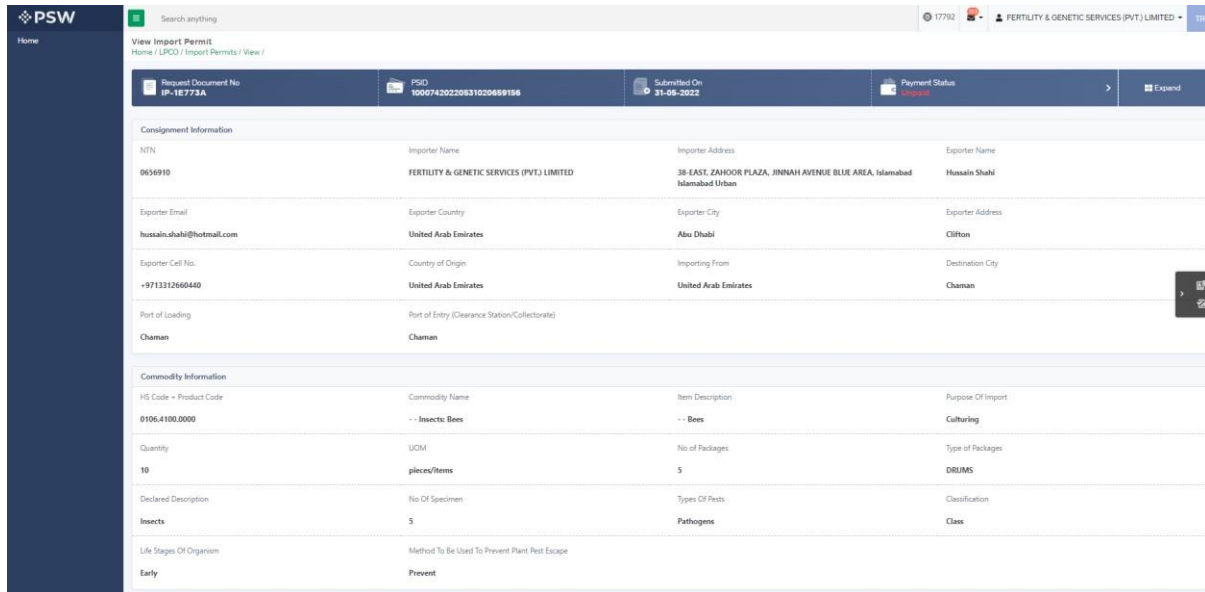 PSW
Search anything
17792
FERTILITY & GENETIC SERVICES (PVT.) LIMITED
Home
View Import Permit
Home / LPCO / Import Permits / View /
Request Document No
IP-1E773A
PSID
10007420220531020659156
Submitted On
31-05-2022
Payment Status
Unpaid
Expand
Consignment Information
NTN
Importer Name
Importer Address
Exporter Name
0656910
FERTILITY & GENETIC SERVICES (PVT.) LIMITED
38-EAST, ZAHOOR PLAZA, JINNAH AVENUE BLUE AREA, Islamabad
Islamabad Urban
Hussain Shahi
Exporter Email
Exporter Country
Exporter City
Exporter Address
hussain.shahi@hotmail.com
United Arab Emirates
Abu Dhabi
Clifton
Exporter Cell No.
Country of Origin
Importing From
Destination City
+9713312660440
United Arab Emirates
United Arab Emirates
Chaman
Port of Loading
Port of Entry (Clearance Station/Collectorate)
Chaman
Chaman
Commodity Information
HS Code + Product Code
Commodity Name
Item Description
Purpose Of Import
0106.4100.0000
- - Insects: Bees
- - Bees
Culturing
Quantity
UOM
No of Packages
Type of Packages
10
pieces/items
5
DRUMS
Declared Description
No Of Specimen
Types Of Pests
Classification
Insects
5
Pathogens
Class
Life Stages Of Organism
Method To Be Used To Prevent Plant Pest Escape
Early
Prevent